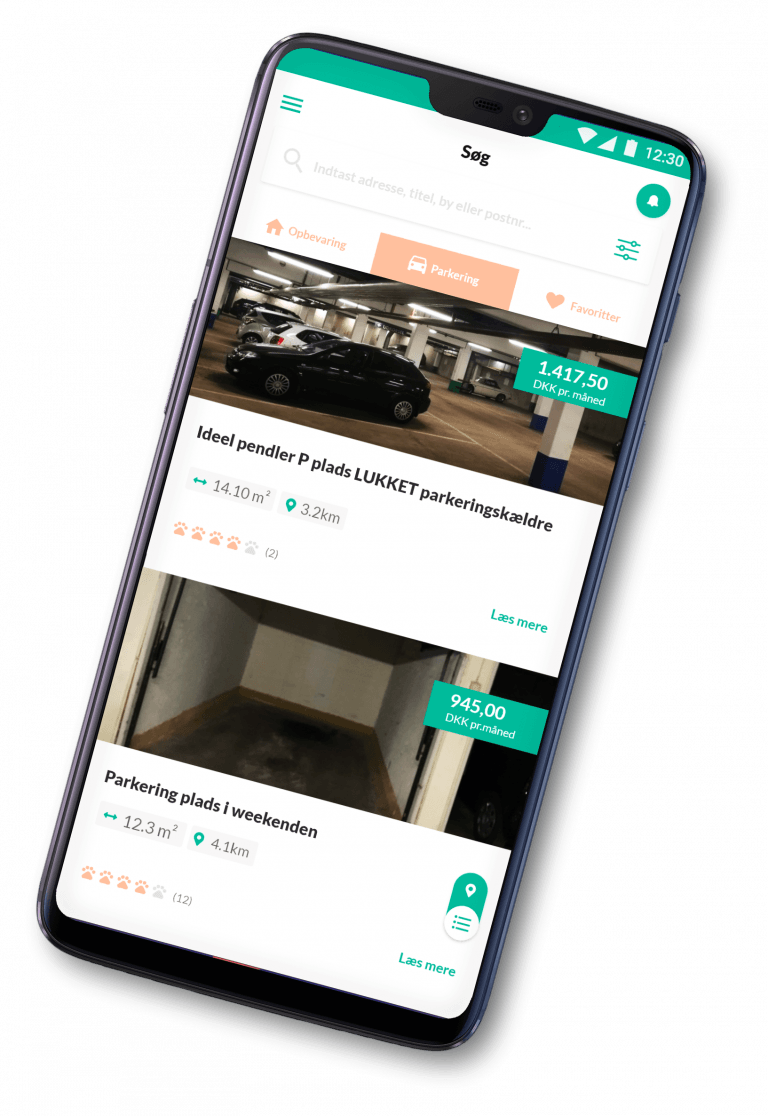 12:30
Søg
Indtast adresse, titel, by eller postnr...
Opbevaring
Parkering
Favoritter
1.417,50
DKK pr. måned
Ideel pendler P plads LUKKET parkeringskældre
14.10 m²
3.2km
(2)
Læs mere
945,00
DKK pr.måned
Parkering plads i weekenden
12.3 m²
4.1km
(12)
Læs mere